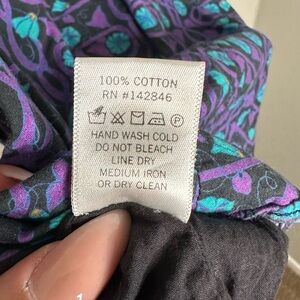 100% COTTON
RN #142846
HAND WASH COLD
DO NOT BLEACH
LINE DRY
MEDIUM IRON
OR DRY CLEAN